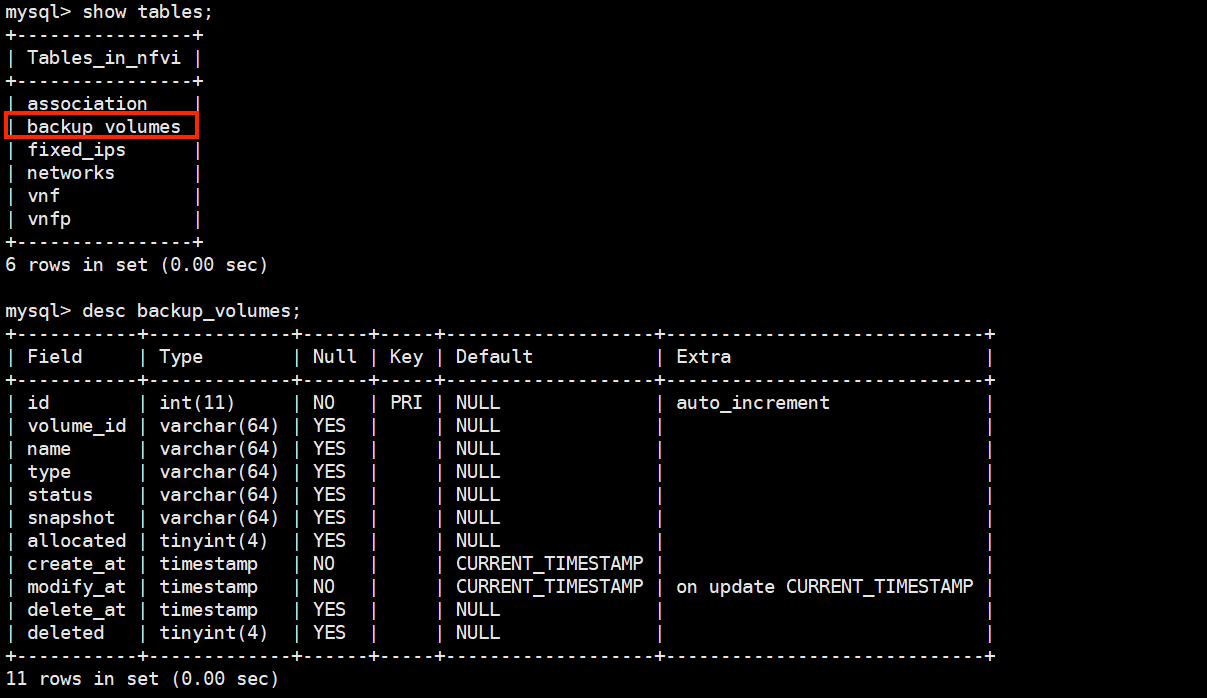 mysql> show tables;
+----------------+
| Tables_in_nfvi |
+----------------+
| association    |
| backup_volumes |
| fixed_ips      |
| networks       |
| vnf            |
| vnfp           |
+----------------+
6 rows in set (0.00 sec)

mysql> desc backup_volumes;
+-----------+-------------+------+-----+-------------------+-----------------------------+
| Field     | Type        | Null | Key | Default           | Extra                       |
+-----------+-------------+------+-----+-------------------+-----------------------------+
| id        | int(11)     | NO   | PRI | NULL              | auto_increment              |
| volume_id | varchar(64) | YES  |     | NULL              |                             |
| name      | varchar(64) | YES  |     | NULL              |                             |
| type      | varchar(64) | YES  |     | NULL              |                             |
| status    | varchar(64) | YES  |     | NULL              |                             |
| snapshot  | varchar(64) | YES  |     | NULL              |                             |
| allocated | tinyint(4)  | YES  |     | NULL              |                             |
| create_at | timestamp   | NO   |     | CURRENT_TIMESTAMP |                             |
| modify_at | timestamp   | NO   |     | CURRENT_TIMESTAMP | on update CURRENT_TIMESTAMP |
| delete_at | timestamp   | YES  |     | NULL              |                             |
| deleted   | tinyint(4)  | YES  |     | NULL              |                             |
+-----------+-------------+------+-----+-------------------+-----------------------------+
11 rows in set (0.00 sec)